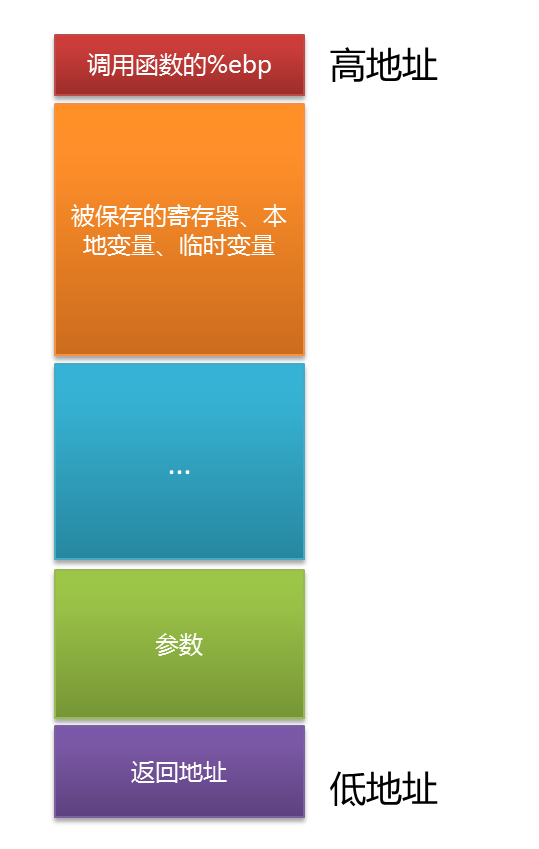 调用函数的%ebp
高地址
被保存的寄存器、本
地变量、临时变量
...
参数
返回地址
低地址